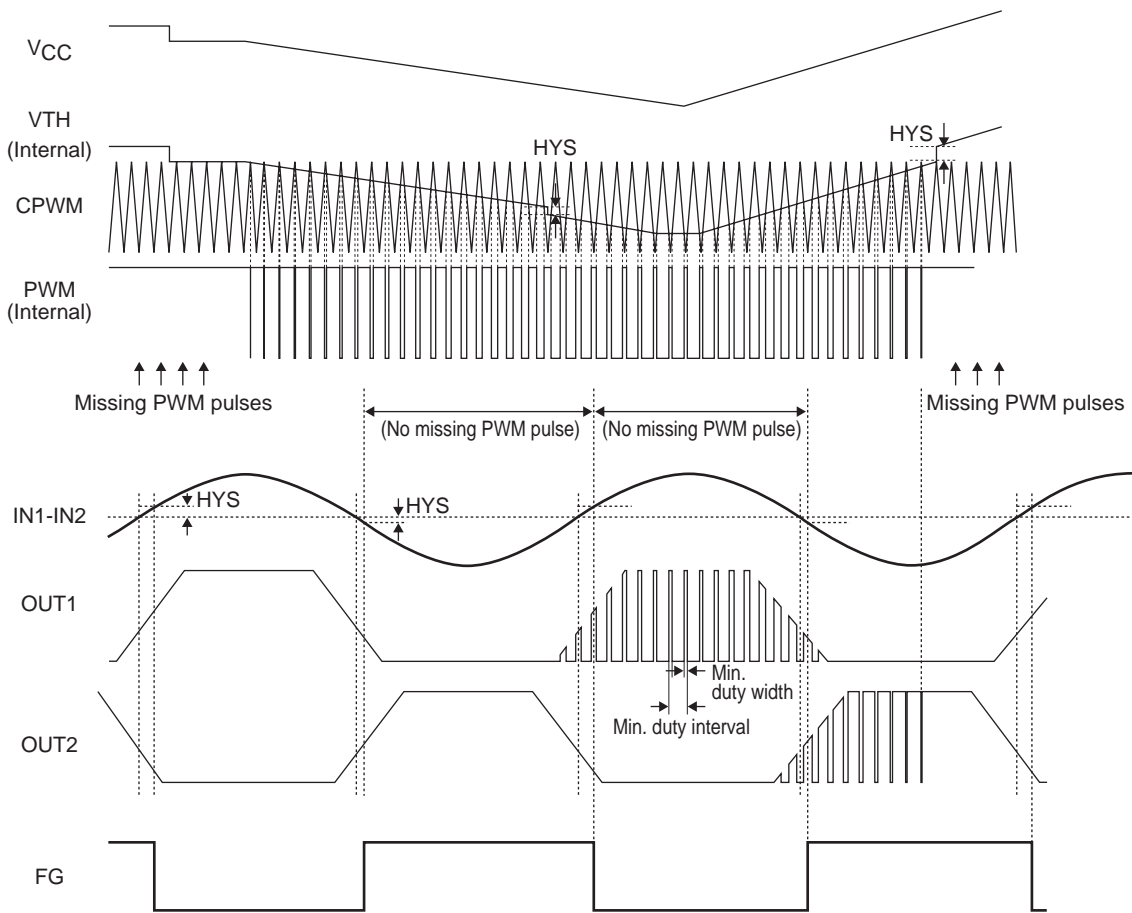 VCC
VTH
(Internal)
HYS
HYS
CPWM
PWM
(Internal)
Missing PWM pulses
Missing PWM pulses
(No missing PWM pulse)
(No missing PWM pulse)
HYS
HYS
IN1-IN2
OUT1
Min.
duty width
Min. duty interval
OUT2
FG